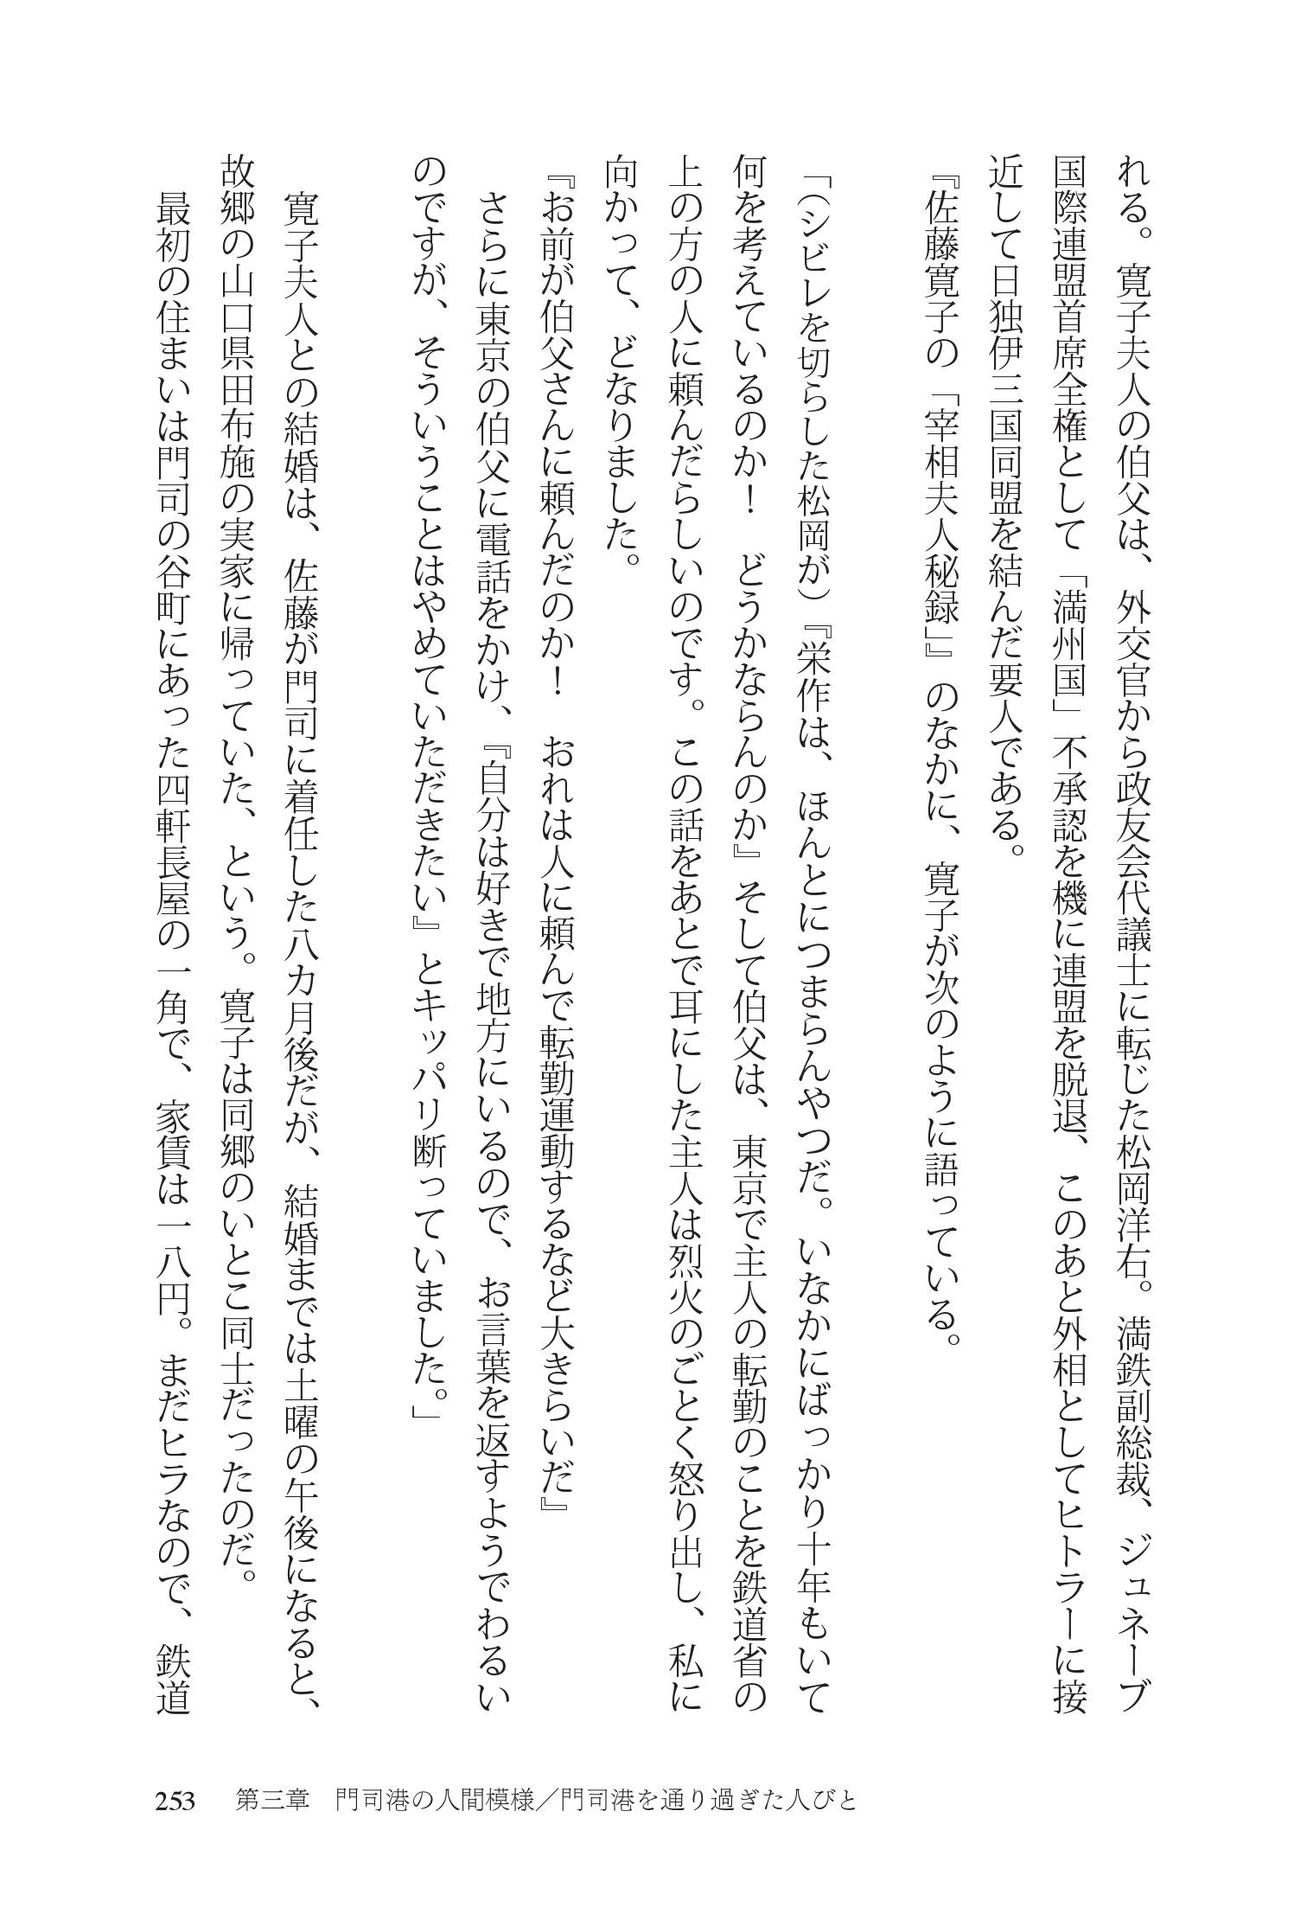 れる。寛子夫人の伯父は、外交官から政友会代議士に転じた松岡洋右。満鉄副総裁、ジュネーブ
国際連盟首席全権として「満州国」不承認を機に連盟を脱退、このあと外相としてヒトラーに接
近して日独伊三国同盟を結んだ要人である。
『佐藤寛子の「宰相夫人秘録」』のなかに、寛子が次のように語っている。
「（シビレを切らした松岡が）『栄作は、ほんとにつまらんやつだ。いなかにばっかり十年もいて
何を考えているのか！　どうかならんのか』そして伯父は、東京で主人の転勤のことを鉄道省の
上の方の人に頼んだらしいのです。この話をあとで耳にした主人は烈火のごとく怒り出し、私に
向かって、どなりました。
『お前が伯父さんに頼んだのか！　おれは人に頼んで転勤運動するなど大きらいだ』
　さらに東京の伯父に電話をかけ、『自分は好きで地方にいるので、お言葉を返すようでわるい
のですが、そういうことはやめていただきたい』とキッパリ断っていました。」
　寛子夫人との結婚は、佐藤が門司に着任した八カ月後だが、結婚までは土曜の午後になると、
故郷の山口県田布施の実家に帰っていた、という。寛子は同郷のいとこ同士だったのだ。
　最初の住まいは門司の谷町にあった四軒長屋の一角で、家賃は一八円。まだヒラなので、鉄道
253　第三章　門司港の人間模様／門司港を通り過ぎた人びと